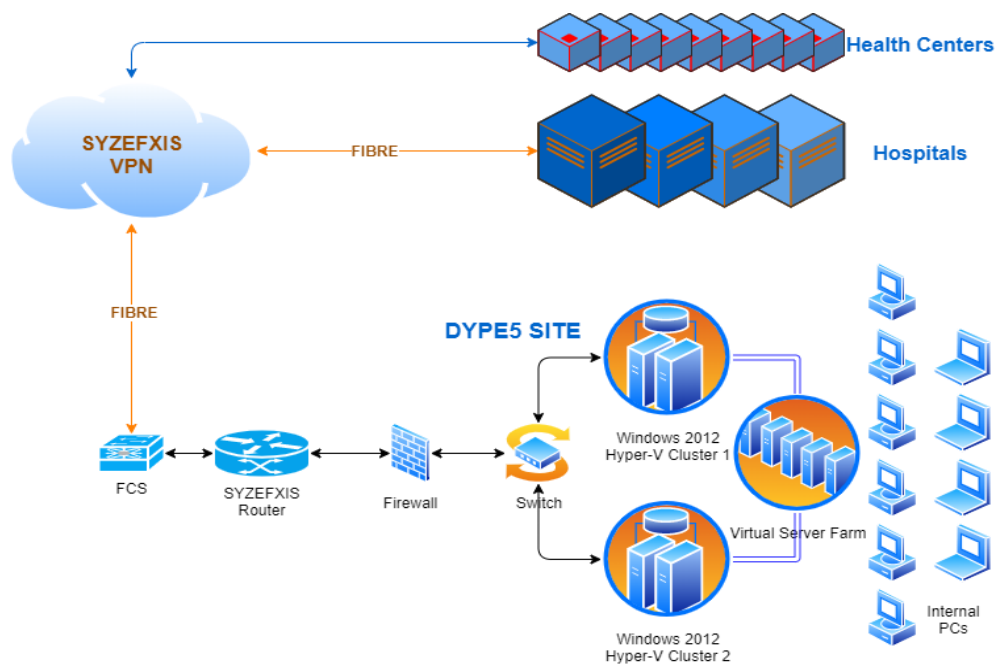 Health Centers
SYZEFXIS
VPN
FIBRE
Hospitals
FIBRE
DYPE5 SITE
Windows 2012
Hyper-V Cluster 1
FCS
SYZEFXIS
Router
Firewall
Switch
Virtual Server Farm
Internal
PCs
Windows 2012
Hyper-V Cluster 2